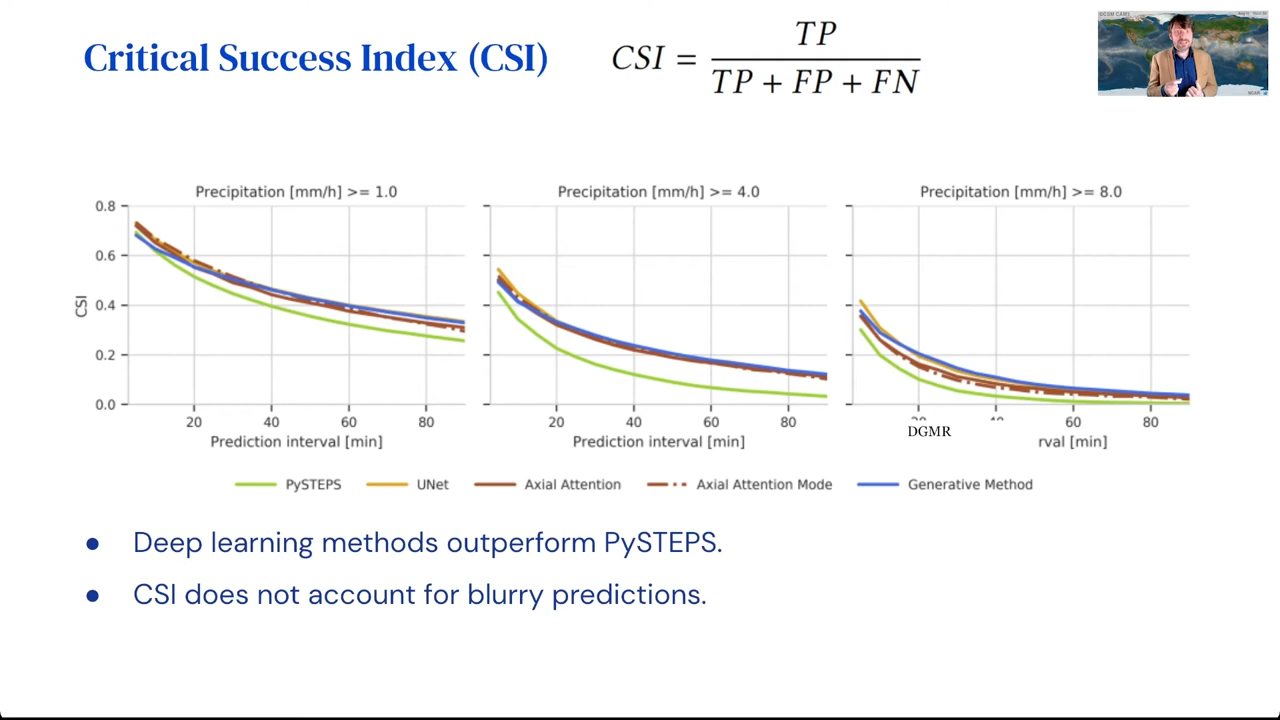 Critical Success Index (CSI)
CSI = TP / TP + FP + FN
Precipitation [mm/h] >= 1.0
Precipitation [mm/h] >= 4.0
Precipitation [mm/h] >= 8.0
CSI
0.8
0.6
0.4
0.2
0.0
20 40 60 80
20 40 60 80
60 80
Prediction interval [min]
Prediction interval [min]
DGMR
rval [min]
PySTEPS UNet Axial Attention Axial Attention Mode Generative Method
● Deep learning methods outperform PySTEPS.
● CSI does not account for blurry predictions.